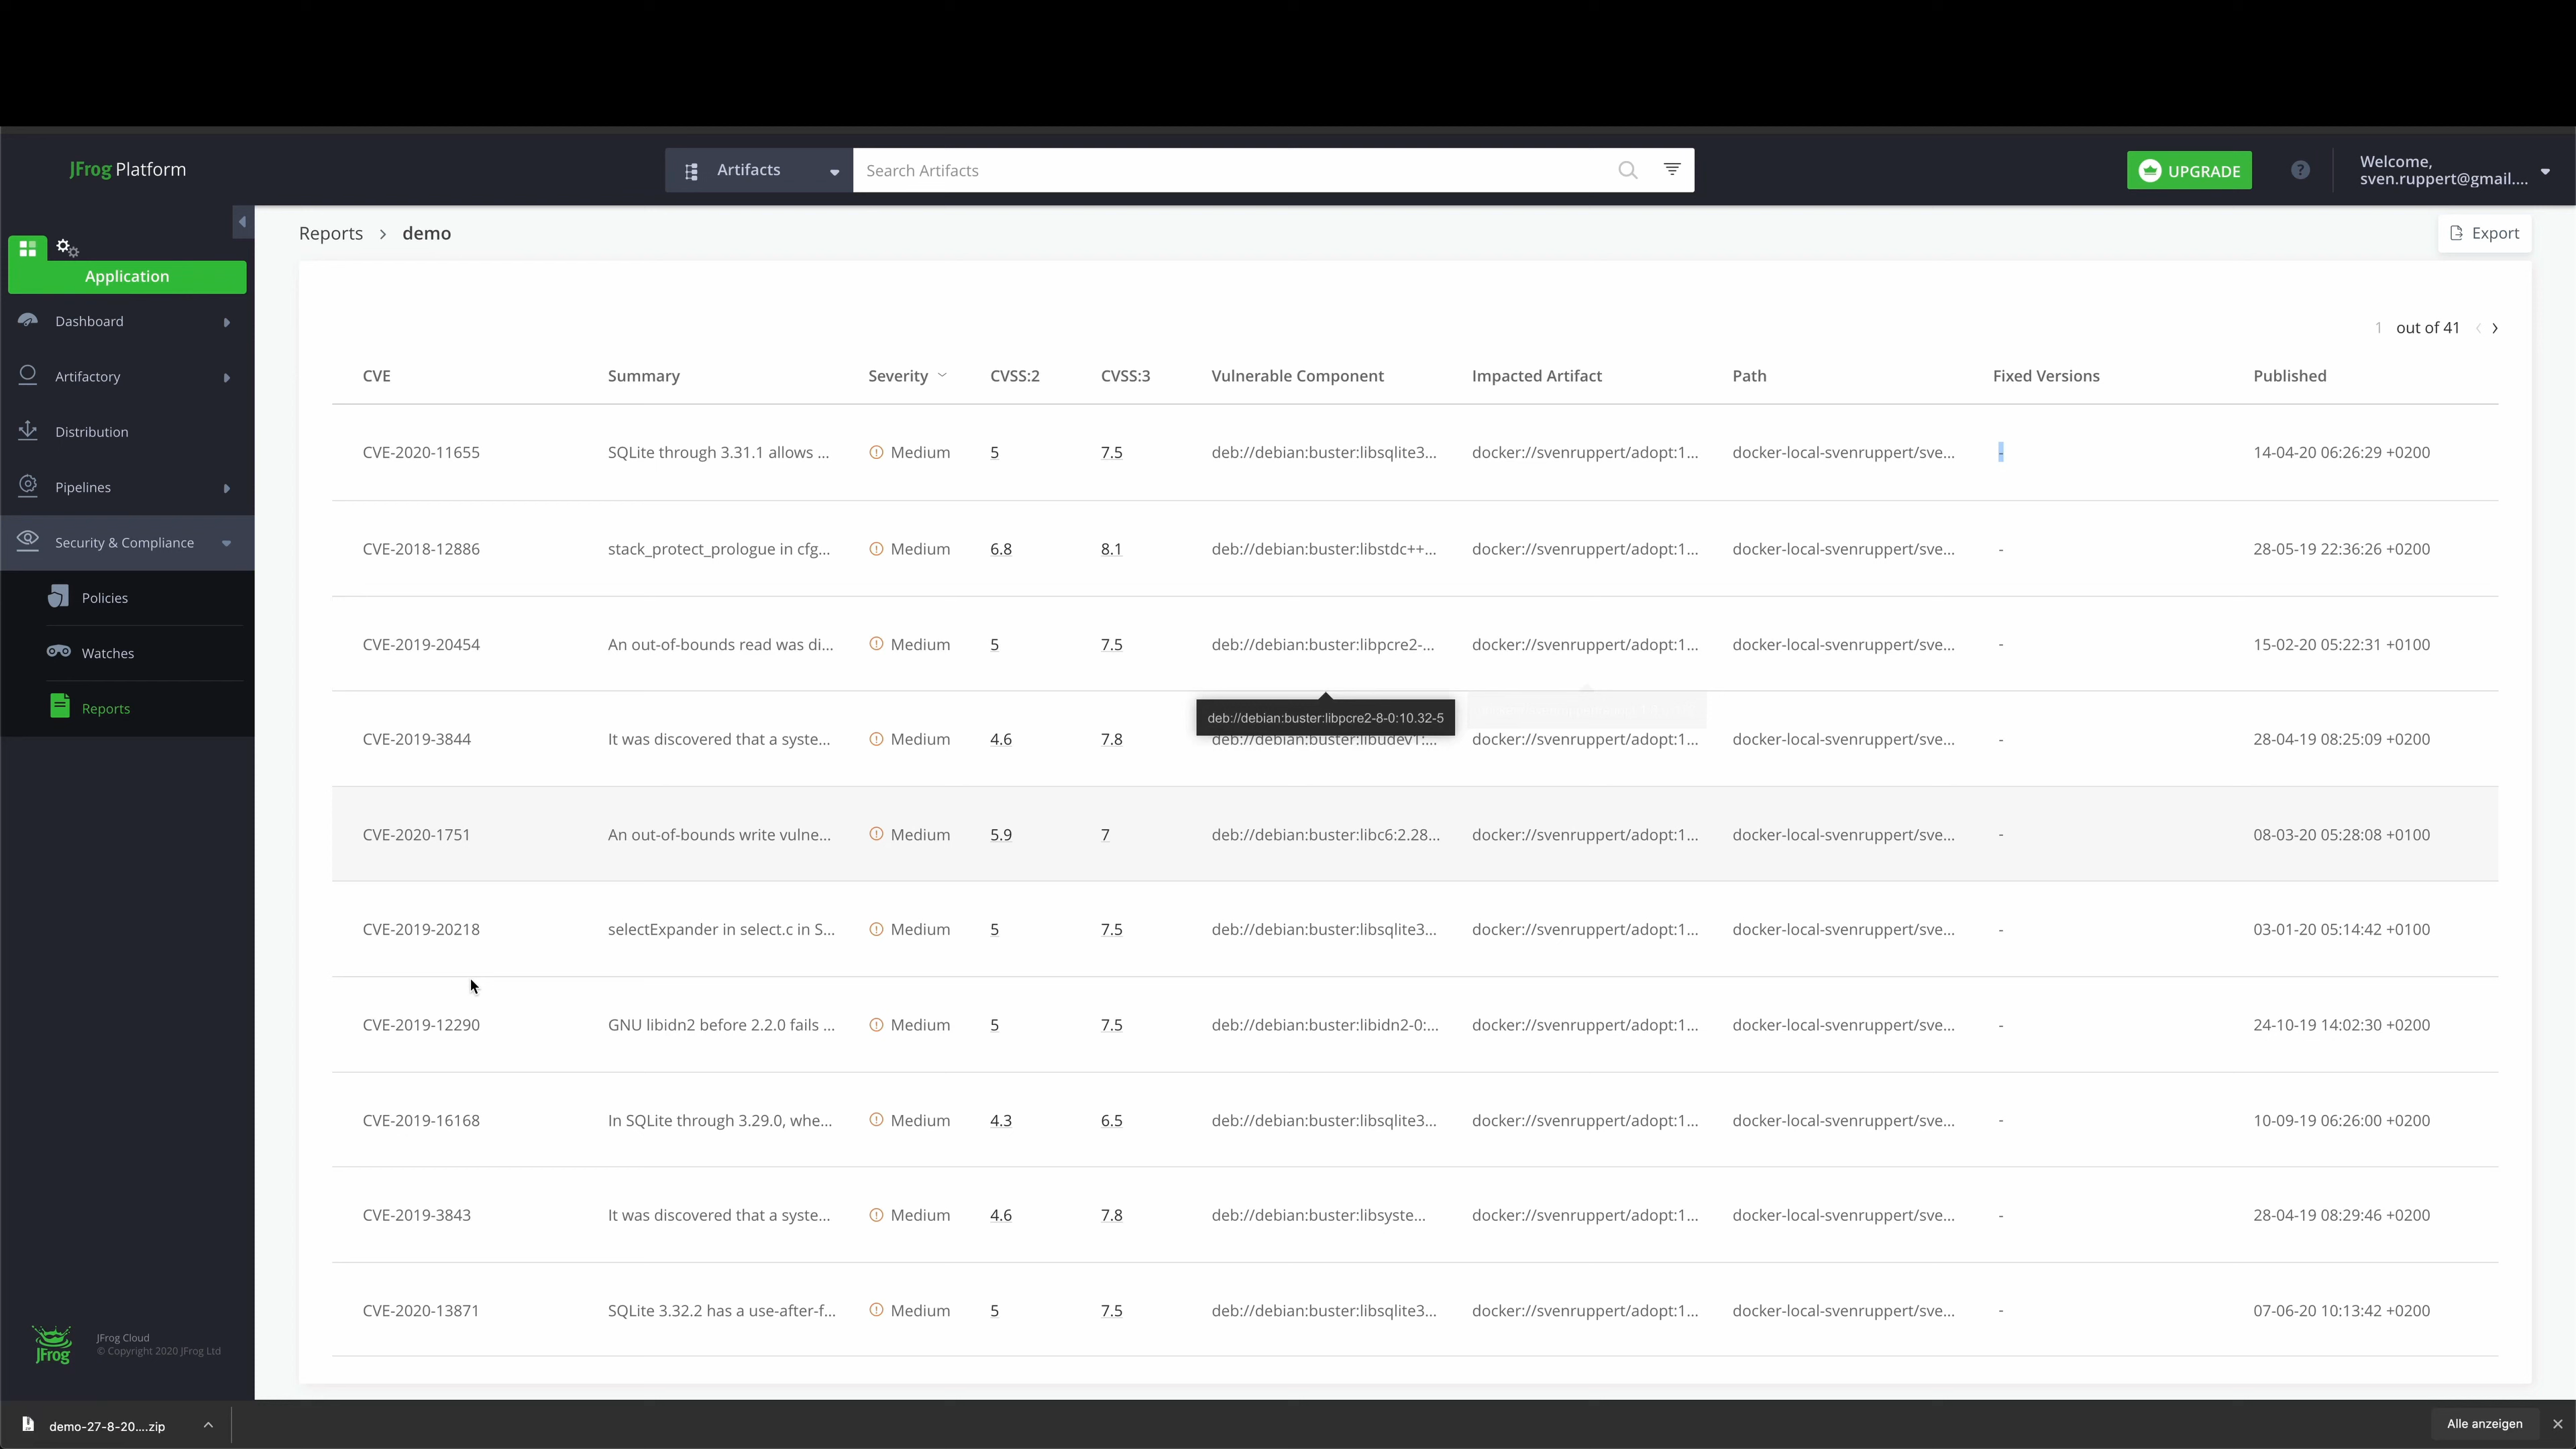 JFrog Platform
Artifacts
Search Artifacts
UPGRADE
?
Welcome,
sven.ruppert@gmail....
Application
Dashboard
Artifactory
Distribution
Pipelines
Security & Compliance
Policies
Watches
Reports
JFrog
JFrog Cloud
© Copyright 2020 JFrog Ltd
Reports > demo
Export
1 out of 41 < >
CVE Summary Severity CVSS:2 CVSS:3 Vulnerable Component Impacted Artifact Path Fixed Versions Published
CVE-2020-11655 SQLite through 3.31.1 allows ... Medium 5 7.5 deb://debian:buster:libsqlite3... docker://svenruppert/adopt:1... docker-local-svenruppert/sve... - 14-04-20 06:26:29 +0200
CVE-2018-12886 stack_protect_prologue in cfg... Medium 6.8 8.1 deb://debian:buster:libstdc++... docker://svenruppert/adopt:1... docker-local-svenruppert/sve... - 28-05-19 22:36:26 +0200
CVE-2019-20454 An out-of-bounds read was di... Medium 5 7.5 deb://debian:buster:libpcre2-... docker://svenruppert/adopt:1... docker-local-svenruppert/sve... - 15-02-20 05:22:31 +0100
deb://debian:buster:libpcre2-8-0:10.32-5
CVE-2019-3844 It was discovered that a syste... Medium 4.6 7.8 deb://debian:buster:libudev1:... docker://svenruppert/adopt:1... docker-local-svenruppert/sve... - 28-04-19 08:25:09 +0200
CVE-2020-1751 An out-of-bounds write vulne... Medium 5.9 7 deb://debian:buster:libc6:2.28... docker://svenruppert/adopt:1... docker-local-svenruppert/sve... - 08-03-20 05:28:08 +0100
CVE-2019-20218 selectExpander in select.c in S... Medium 5 7.5 deb://debian:buster:libsqlite3... docker://svenruppert/adopt:1... docker-local-svenruppert/sve... - 03-01-20 05:14:42 +0100
CVE-2019-12290 GNU libidn2 before 2.2.0 fails ... Medium 5 7.5 deb://debian:buster:libidn2-0:... docker://svenruppert/adopt:1... docker-local-svenruppert/sve... - 24-10-19 14:02:30 +0200
CVE-2019-16168 In SQLite through 3.29.0, whe... Medium 4.3 6.5 deb://debian:buster:libsqlite3... docker://svenruppert/adopt:1... docker-local-svenruppert/sve... - 10-09-19 06:26:00 +0200
CVE-2019-3843 It was discovered that a syste... Medium 4.6 7.8 deb://debian:buster:libsyste... docker://svenruppert/adopt:1... docker-local-svenruppert/sve... - 28-04-19 08:29:46 +0200
CVE-2020-13871 SQLite 3.32.2 has a use-after-f... Medium 5 7.5 deb://debian:buster:libsqlite3... docker://svenruppert/adopt:1... docker-local-svenruppert/sve... - 07-06-20 10:13:42 +0200
demo-27-8-20....zip
Alle anzeigen